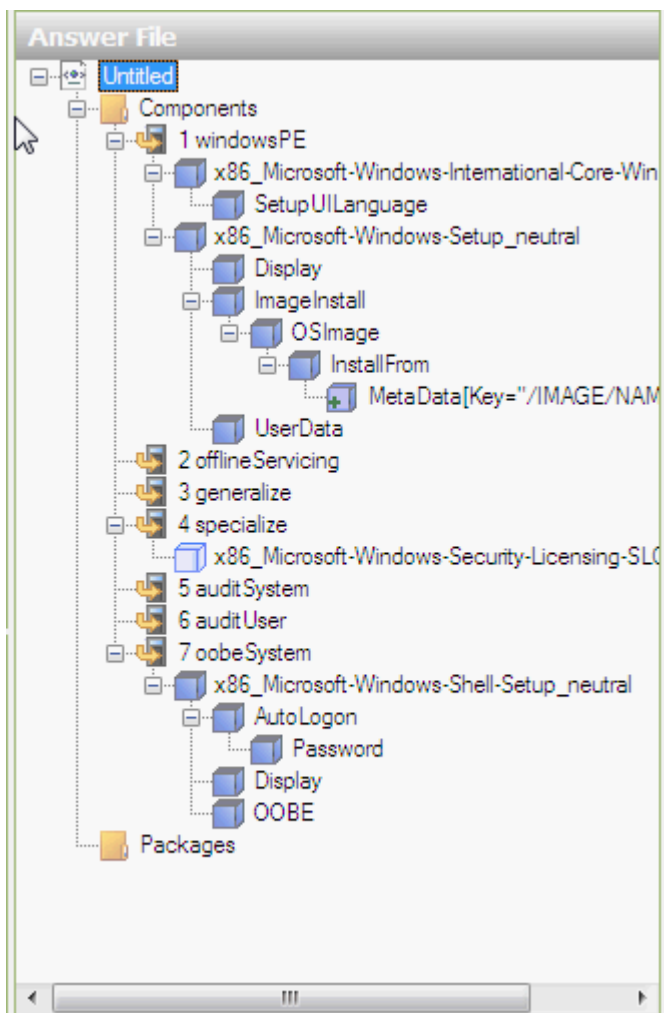 Answer File
Untitled
Components
1 windowsPE
x86_Microsoft-Windows-International-Core-Win
SetupUILanguage
x86_Microsoft-Windows-Setup_neutral
Display
ImageInstall
OSImage
InstallFrom
MetaData[Key="/IMAGE/NAM
UserData
2 offlineServicing
3 generalize
4 specialize
x86_Microsoft-Windows-Security-Licensing-SLC
5 auditSystem
6 auditUser
7 oobeSystem
x86_Microsoft-Windows-Shell-Setup_neutral
AutoLogon
Password
Display
OOBE
Packages